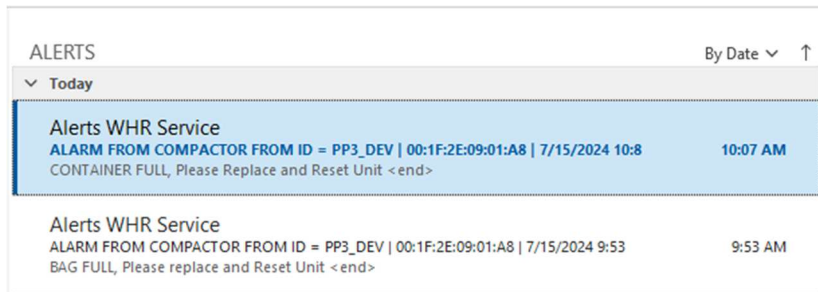 ALERTS By Date
Today
Alerts WHR Service
ALARM FROM COMPACTOR FROM ID = PP3_DEV | 00:1F:2E:09:01:A8 | 7/15/2024 10:8 10:07 AM
CONTAINER FULL, Please Replace and Reset Unit <end>
Alerts WHR Service
ALARM FROM COMPACTOR FROM ID = PP3_DEV | 00:1F:2E:09:01:A8 | 7/15/2024 9:53 9:53 AM
BAG FULL, Please replace and Reset Unit <end>